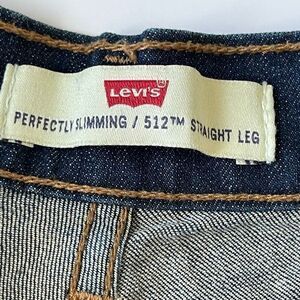 LEVI'S
PERFECTLY SLIMMING / 512™ STRAIGHT LEG